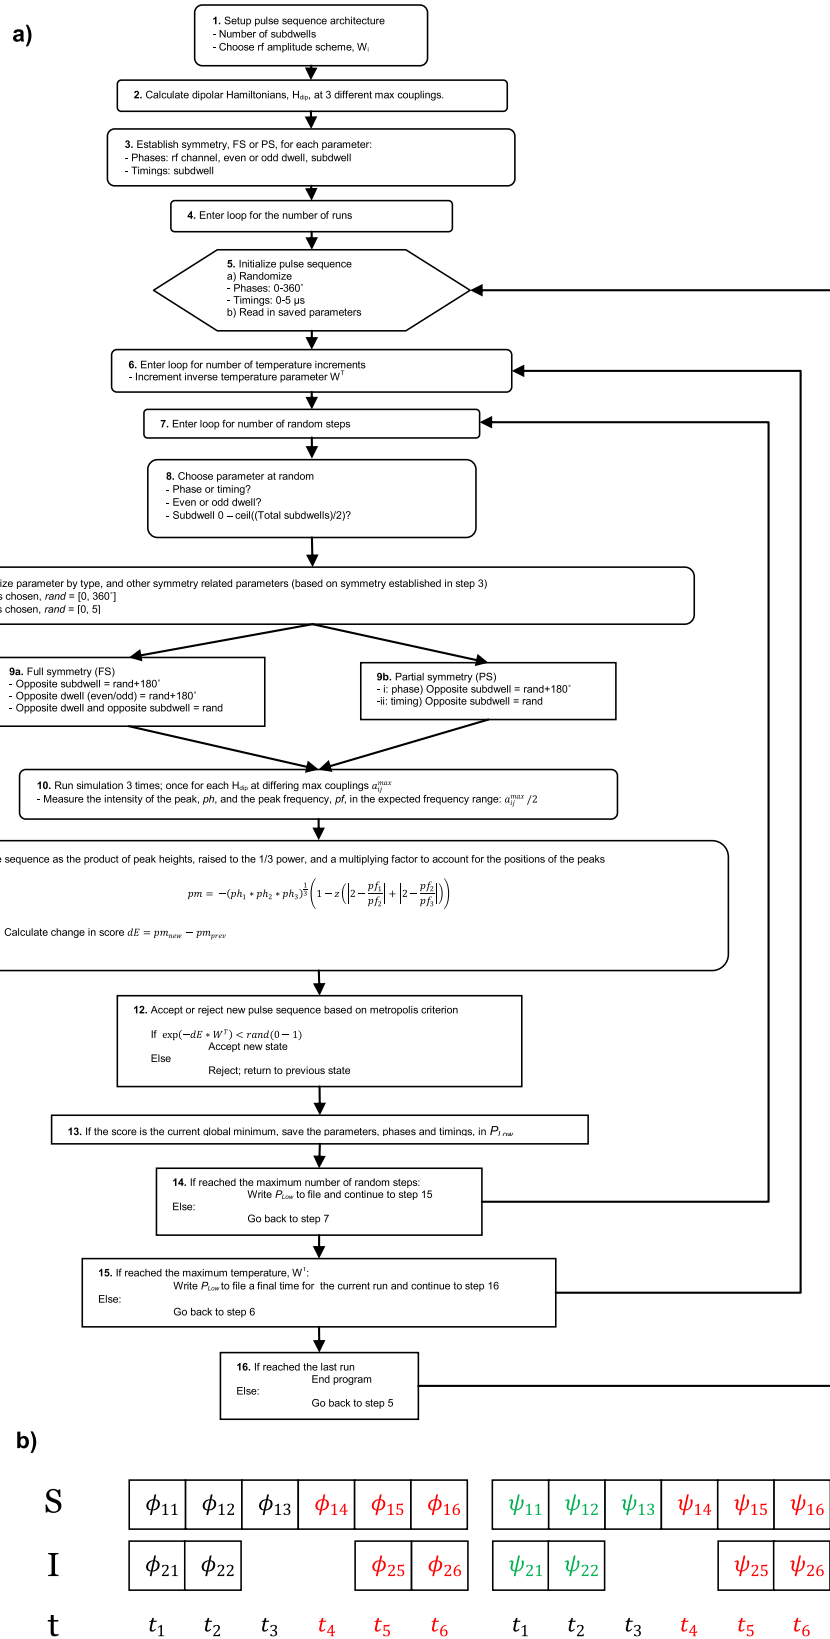 a)
1. Setup pulse sequence architecture
- Number of subdwells
- Choose rf amplitude scheme, Wᵢ
2. Calculate dipolar Hamiltonians, H_dip, at 3 different max couplings.
3. Establish symmetry, FS or PS, for each parameter:
- Phases: rf channel, even or odd dwell, subdwell
- Timings: subdwell
4. Enter loop for the number of runs
5. Initialize pulse sequence
a) Randomize
- Phases: 0-360˚
- Timings: 0-5 µs
b) Read in saved parameters
6. Enter loop for number of temperature increments
- Increment inverse temperature parameter Wᵀ
7. Enter loop for number of random steps
8. Choose parameter at random
- Phase or timing?
- Even or odd dwell?
- Subdwell 0 – ceil((Total subdwells)/2)?
ize parameter by type, and other symmetry related parameters (based on symmetry established in step 3)
s chosen, rand = [0, 360˚]
s chosen, rand = [0, 5]
9a. Full symmetry (FS)
- Opposite subdwell = rand+180˚
- Opposite dwell (even/odd) = rand+180˚
- Opposite dwell and opposite subdwell = rand
9b. Partial symmetry (PS)
- i: phase) Opposite subdwell = rand+180˚
-ii: timing) Opposite subdwell = rand
10. Run simulation 3 times; once for each H_dip at differing max couplings a_ij^max
- Measure the intensity of the peak, ph, and the peak frequency, pf, in the expected frequency range: a_ij^max/2
e sequence as the product of peak heights, raised to the 1/3 power, and a multiplying factor to account for the positions of the peaks
pm = −(ph₁ ∗ ph₂ ∗ ph₃)^(1/3) (1 − z (|2 − pf₁/pf₂| + |2 − pf₂/pf₃|))
Calculate change in score dE = pm_new − pm_prev
12. Accept or reject new pulse sequence based on metropolis criterion
If exp(−dE ∗ Wᵀ) < rand(0 − 1)
Accept new state
Else
Reject; return to previous state
13. If the score is the current global minimum, save the parameters, phases and timings, in P_Low
14. If reached the maximum number of random steps:
Write P_Low to file and continue to step 15
Else:
Go back to step 7
15. If reached the maximum temperature, Wᵀ:
Write P_Low to file a final time for the current run and continue to step 16
Else:
Go back to step 6
16. If reached the last run
End program
Else:
Go back to step 5
b)
S ϕ₁₁ ϕ₁₂ ϕ₁₃ ϕ₁₄ ϕ₁₅ ϕ₁₆ ψ₁₁ ψ₁₂ ψ₁₃ ψ₁₄ ψ₁₅ ψ₁₆
I ϕ₂₁ ϕ₂₂ ϕ₂₅ ϕ₂₆ ψ₂₁ ψ₂₂ ψ₂₅ ψ₂₆
t t₁ t₂ t₃ t₄ t₅ t₆ t₁ t₂ t₃ t₄ t₅ t₆